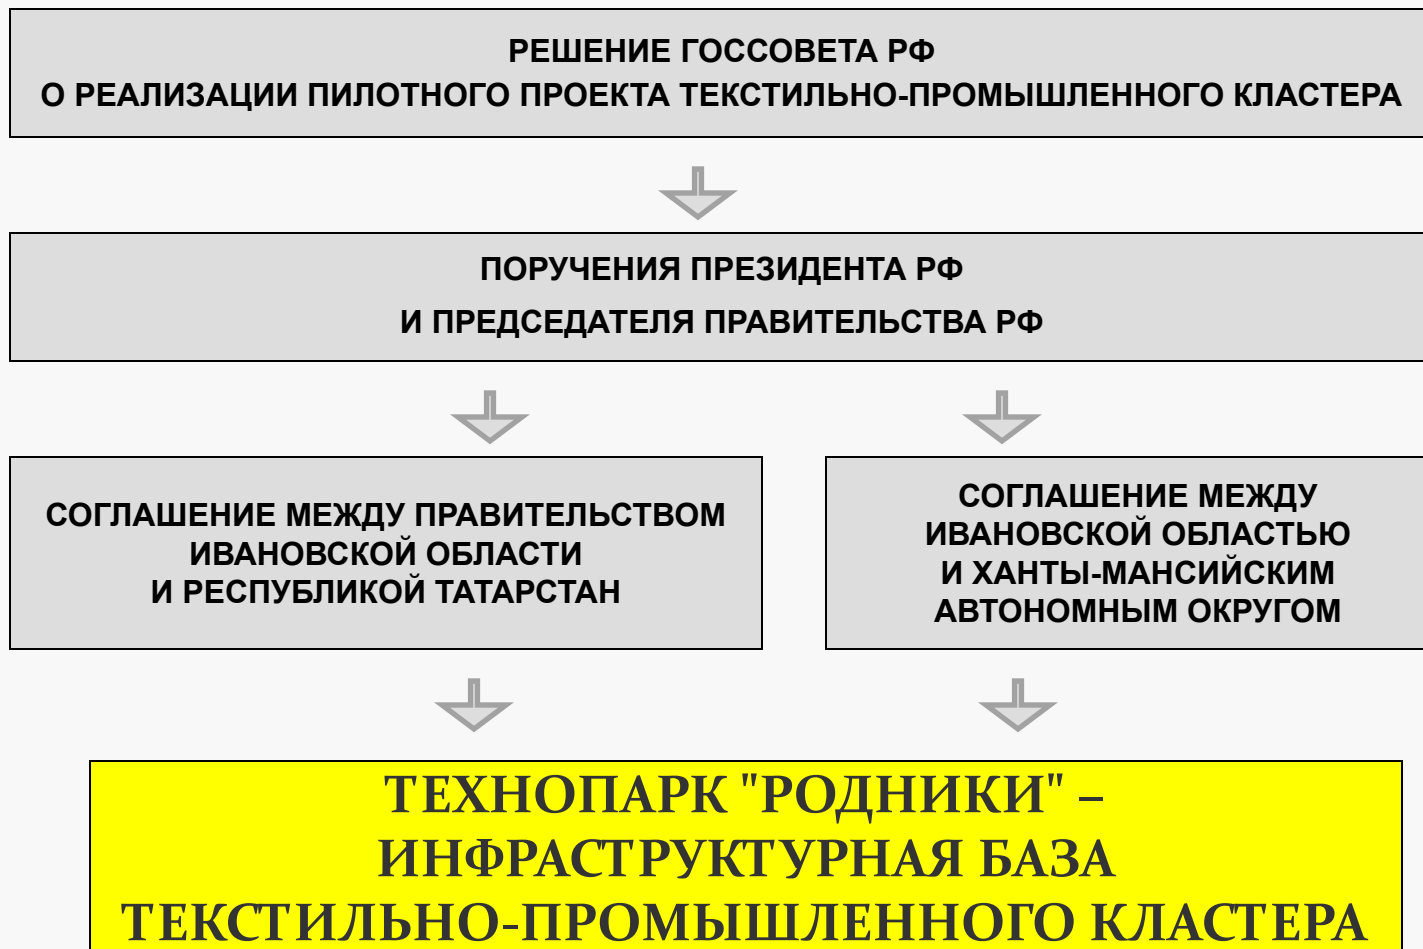 РЕШЕНИЕ ГОССОВЕТА РФ
О РЕАЛИЗАЦИИ ПИЛОТНОГО ПРОЕКТА ТЕКСТИЛЬНО-ПРОМЫШЛЕННОГО КЛАСТЕРА
ПОРУЧЕНИЯ ПРЕЗИДЕНТА РФ
И ПРЕДСЕДАТЕЛЯ ПРАВИТЕЛЬСТВА РФ
СОГЛАШЕНИЕ МЕЖДУ ПРАВИТЕЛЬСТВОМ
ИВАНОВСКОЙ ОБЛАСТИ
И РЕСПУБЛИКОЙ ТАТАРСТАН
СОГЛАШЕНИЕ МЕЖДУ
ИВАНОВСКОЙ ОБЛАСТЬЮ
И ХАНТЫ-МАНСИЙСКИМ
АВТОНОМНЫМ ОКРУГОМ
ТЕХНОПАРК "РОДНИКИ" –
ИНФРАСТРУКТУРНАЯ БАЗА
ТЕКСТИЛЬНО-ПРОМЫШЛЕННОГО КЛАСТЕРА